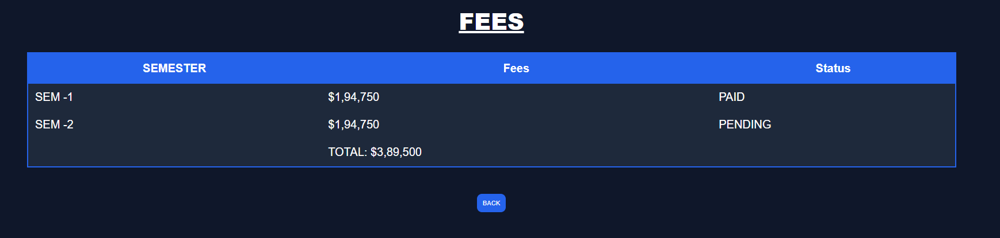 FEES
SEMESTER Fees Status
SEM -1 $1,94,750 PAID
SEM -2 $1,94,750 PENDING
TOTAL: $3,89,500
BACK